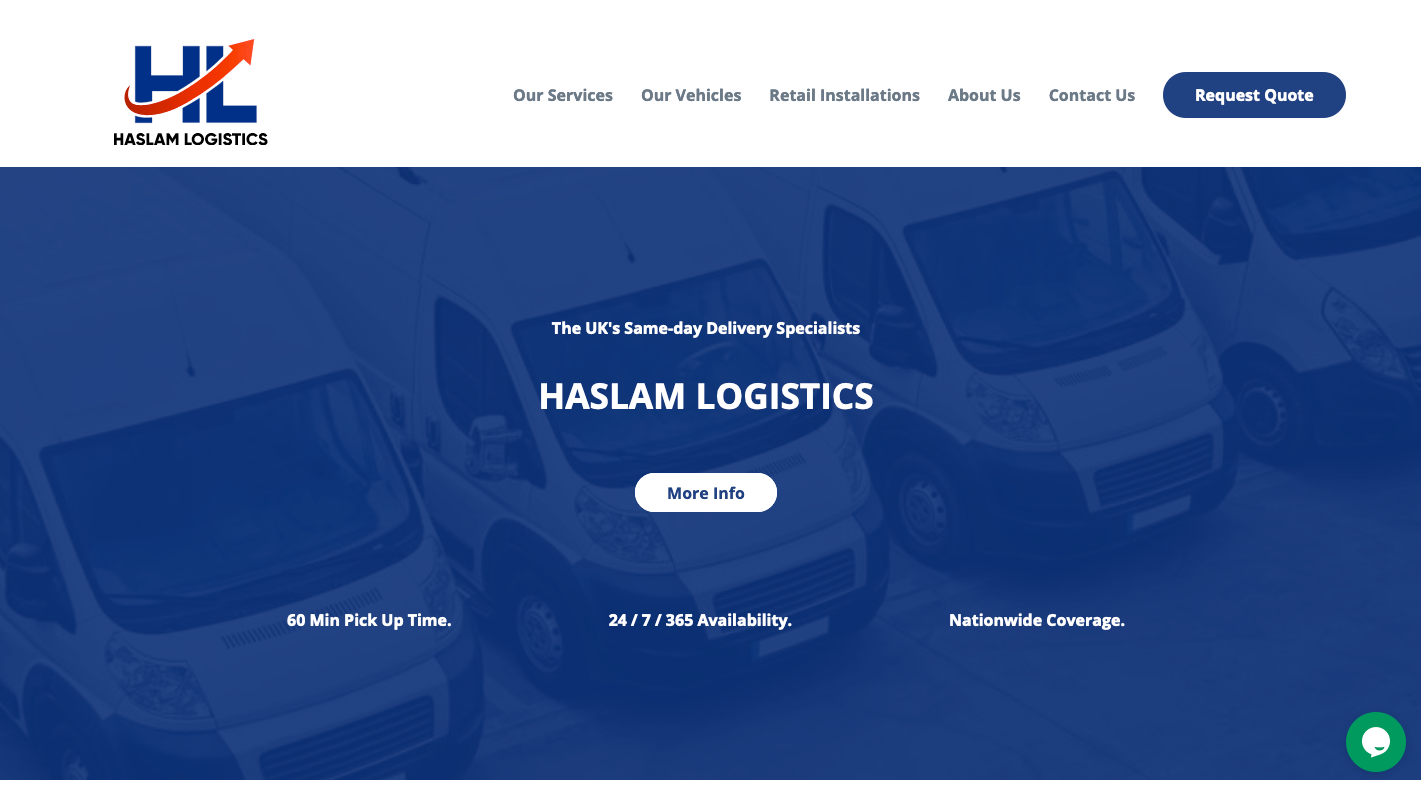 HL
HASLAM LOGISTICS
Our Services
Our Vehicles
Retail Installations
About Us
Contact Us
Request Quote
The UK's Same-day Delivery Specialists
HASLAM LOGISTICS
More Info
60 Min Pick Up Time.
24 / 7 / 365 Availability.
Nationwide Coverage.